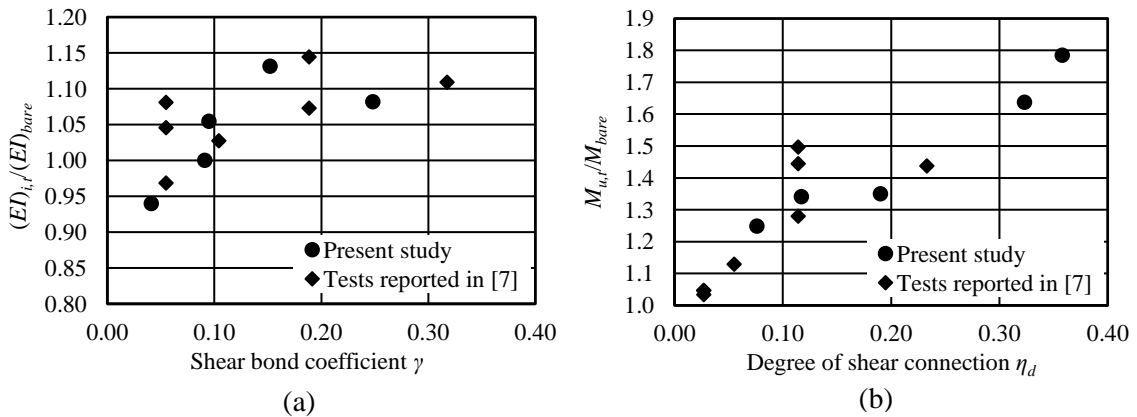 1.20
1.15
1.10
1.05
1.00
0.95
0.90
0.85
0.80
(EI)i,t/(EI)bare
Present study
Tests reported in [7]
0.00 0.10 0.20 0.30 0.40
Shear bond coefficient γ
(a)
1.9
1.8
1.7
1.6
1.5
1.4
1.3
1.2
1.1
1.0
Mu,t/Mbare
Present study
Tests reported in [7]
0.00 0.10 0.20 0.30 0.40
Degree of shear connection ηd
(b)